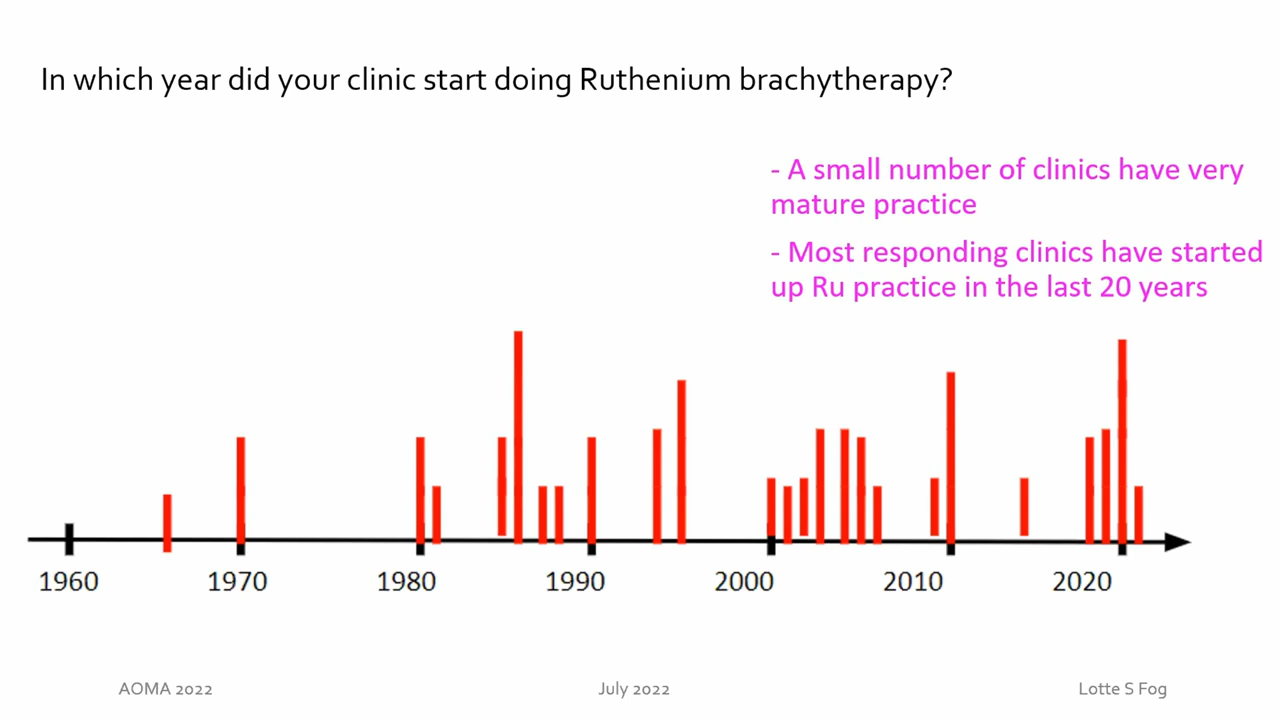 In which year did your clinic start doing Ruthenium brachytherapy?
- A small number of clinics have very
mature practice
- Most responding clinics have started
up Ru practice in the last 20 years
1960 1970 1980 1990 2000 2010 2020
AOMA 2022 July 2022 Lotte S Fog